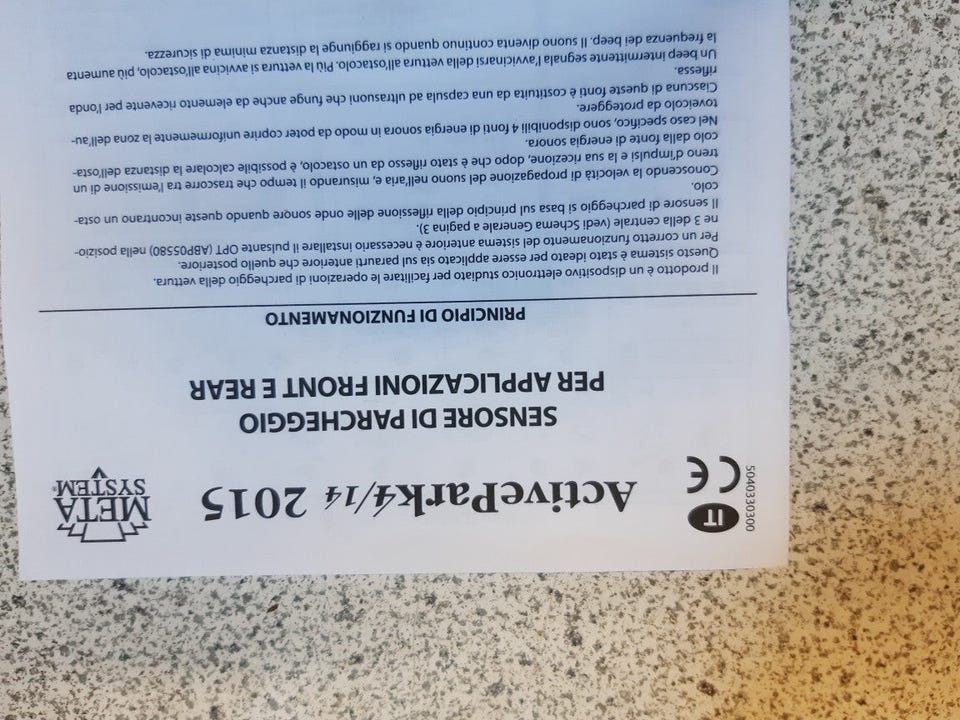 5040330300
IT
CE
ActivePark4/14 2015
META
SYSTEM®
SENSORE DI PARCHEGGIO
PER APPLICAZIONI FRONT E REAR
PRINCIPIO DI FUNZIONAMENTO
Il prodotto è un dispositivo elettronico studiato per facilitare le operazioni di parcheggio della vettura.
Questo sistema è stato ideato per essere applicato sia sul paraurti anteriore che quello posteriore.
Per un corretto funzionamento del sistema anteriore è necessario installare il pulsante OPT (ABP05580) nella posizio-
ne 3 della centrale (vedi Schema Generale a pagina 3).
Il sensore di parcheggio si basa sul principio della riflessione delle onde sonore quando queste incontrano un osta-
colo.
Conoscendo la velocità di propagazione del suono nell'aria e, misurando il tempo che trascorre tra l'emissione di un
treno d'impulsi e la sua ricezione, dopo che è stato riflesso da un ostacolo, è possibile calcolare la distanza dell'osta-
colo dalla fonte di energia sonora.
Nel caso specifico, sono disponibili 4 fonti di energia sonora in modo da poter coprire uniformemente la zona dell'au-
toveicolo da proteggere.
Ciascuna di queste fonti è costituita da una capsula ad ultrasuoni che funge anche da elemento ricevente per l'onda
riflessa.
Un beep intermittente segnala l'avvicinarsi della vettura all'ostacolo. Più la vettura si avvicina all'ostacolo, più aumenta
la frequenza dei beep. Il suono diventa continuo quando si raggiunge la distanza minima di sicurezza.